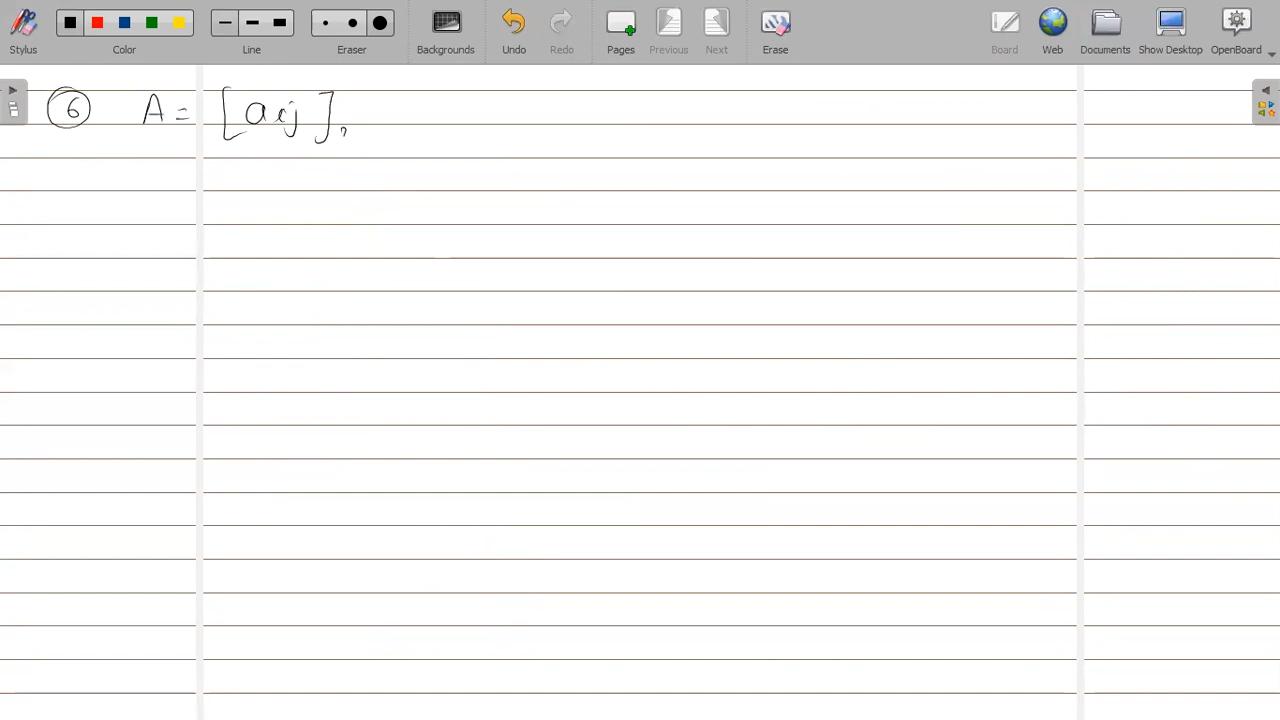 Stylus
Color
Line
Eraser
Backgrounds
Undo
Redo
Pages
Previous
Next
Erase
Board
Web
Documents
Show Desktop
OpenBoard
6 A = [aij]